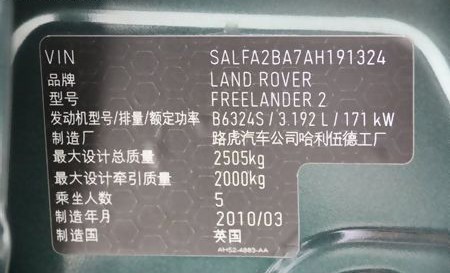 VIN SALFA2BA7AH191324
品牌 LAND ROVER
型号 FREELANDER 2
发动机型号/排量/额定功率 B6324S / 3.192 L / 171 kW
制造厂 路虎汽车公司哈利伍德工厂
最大设计总质量 2505kg
最大设计牵引质量 2000kg
乘坐人数 5
制造年月 2010/03
制造国 英国
AH52-4883-AA